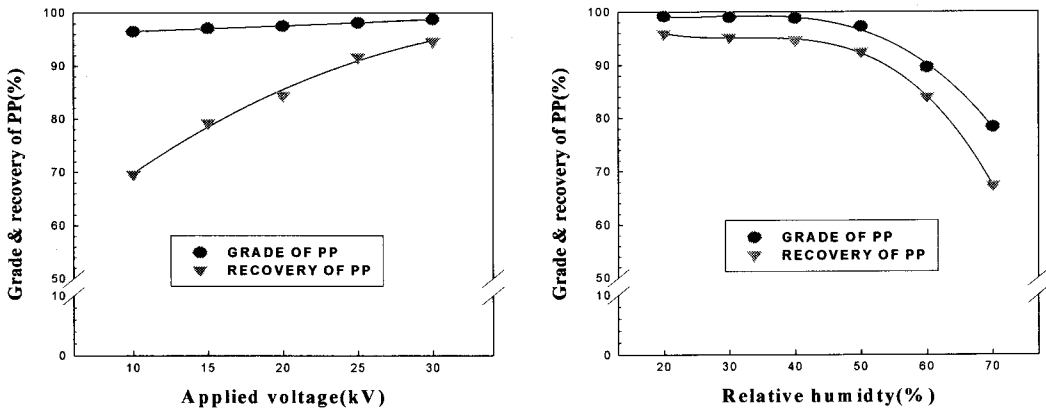 Grade & recovery of PP(%)
100
90
80
70
60
50
10
0
GRADE OF PP
RECOVERY OF PP
10 15 20 25 30
Applied voltage(kV)
Grade & recovery of PP(%)
100
90
80
70
60
50
10
0
GRADE OF PP
RECOVERY OF PP
20 30 40 50 60 70
Relative humidty(%)